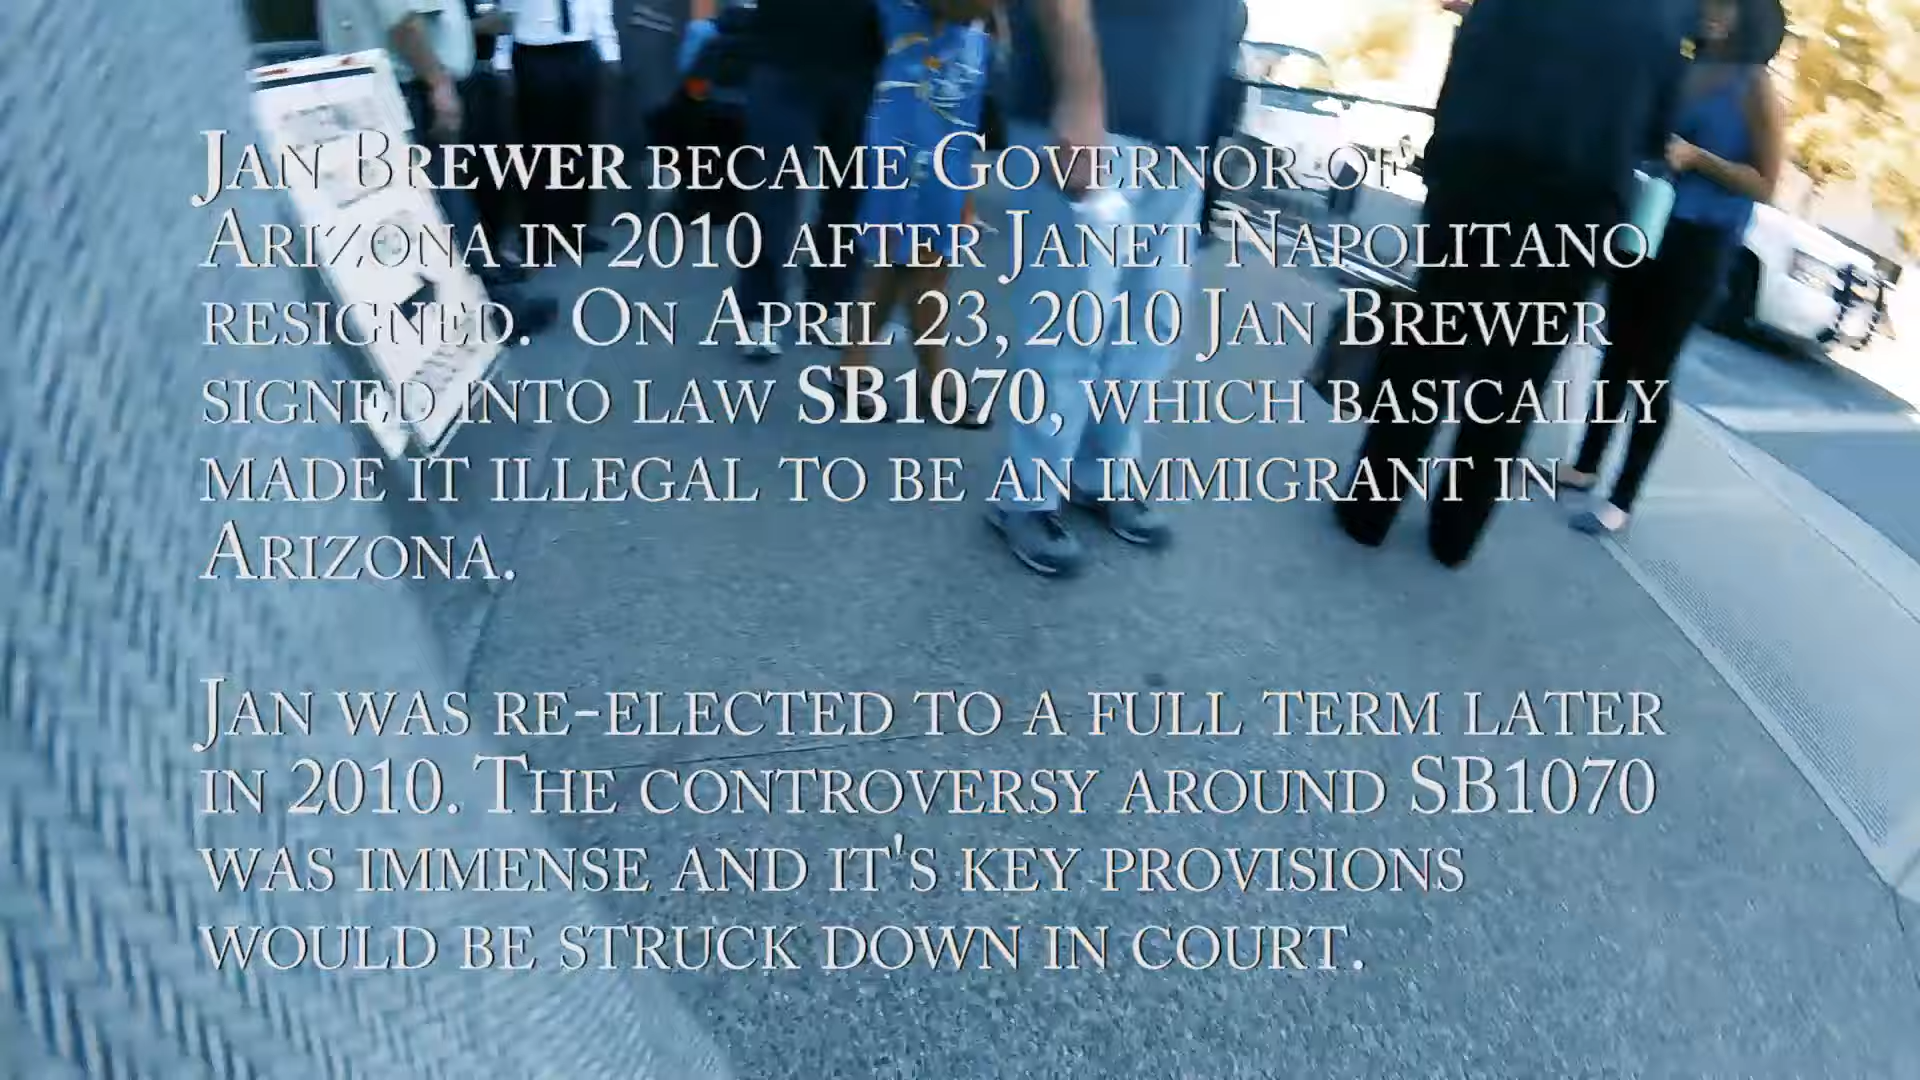 Jan Brewer became Governor of
Arizona in 2010 after Janet Napolitano
resigned. On April 23, 2010 Jan Brewer
signed into law SB1070, which basically
made it illegal to be an immigrant in
Arizona.
Jan was re-elected to a full term later
in 2010. The controversy around SB1070
was immense and it's key provisions
would be struck down in court.